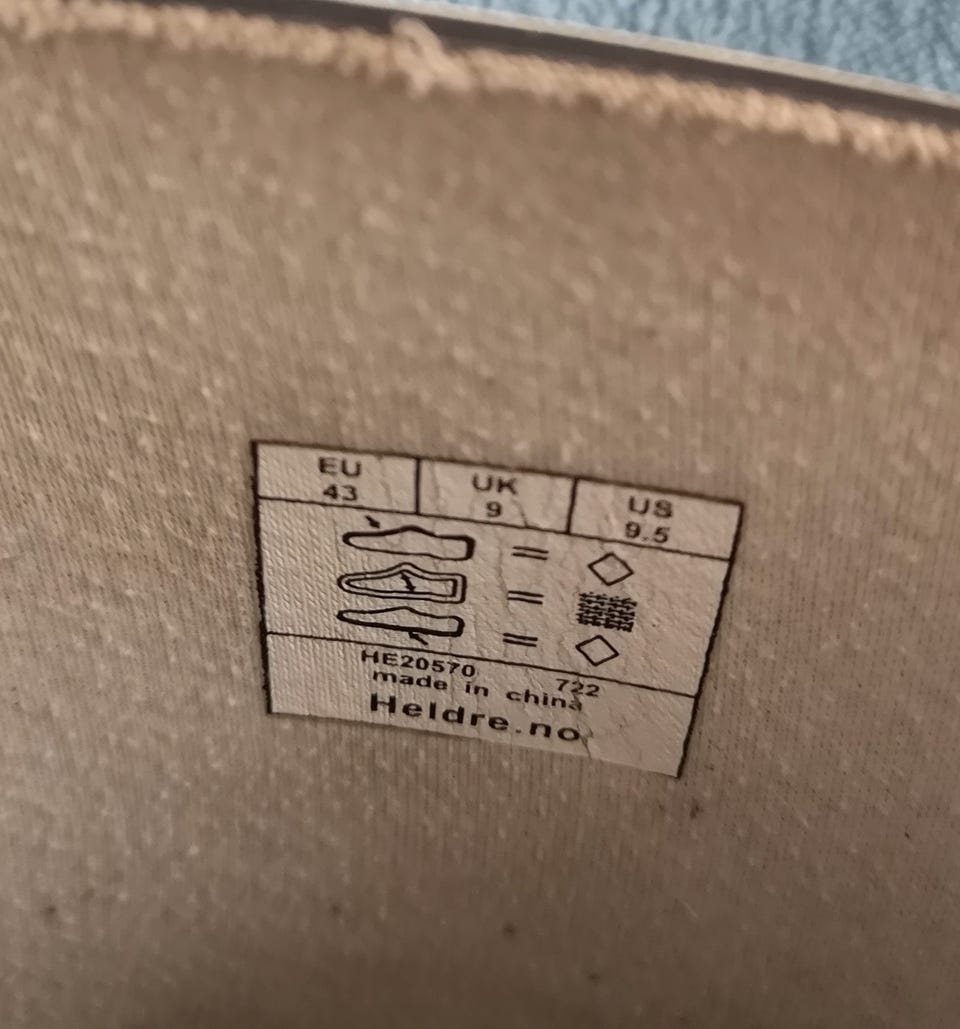 EU UK US
43 9 9.5
HE20570 722
made in china
Heldre.no